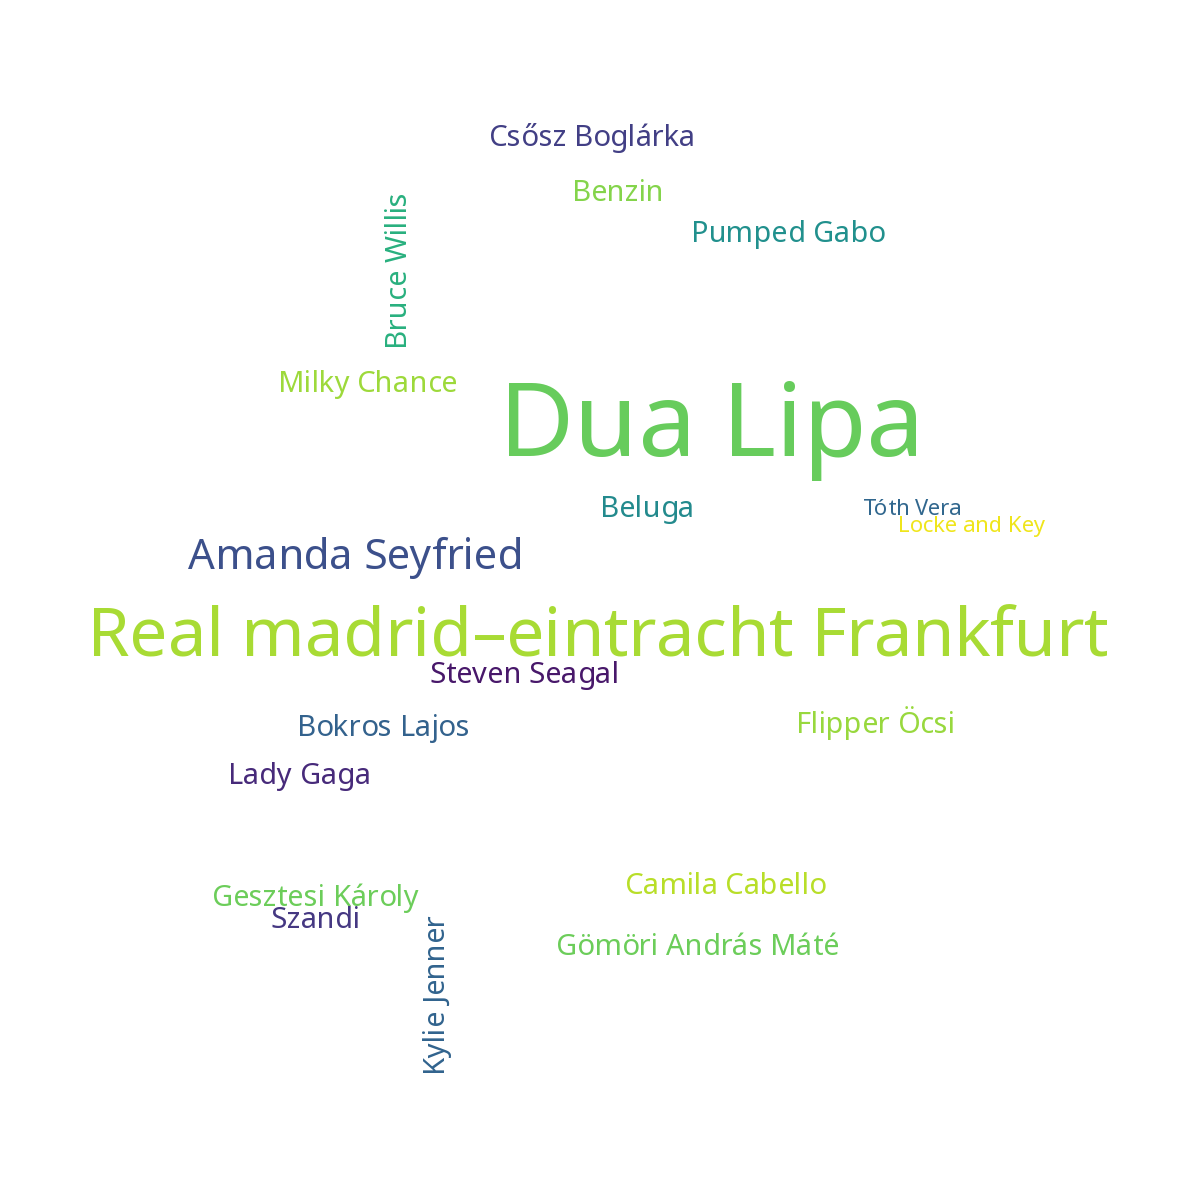 Csősz Boglárka
Benzin
Pumped Gabo
Bruce Willis
Milky Chance
Dua Lipa
Beluga
Tóth Vera
Locke and Key
Amanda Seyfried
Real madrid–eintracht Frankfurt
Steven Seagal
Bokros Lajos
Flipper Öcsi
Lady Gaga
Camila Cabello
Gesztesi Károly
Szandi
Gömöri András Máté
Kylie Jenner